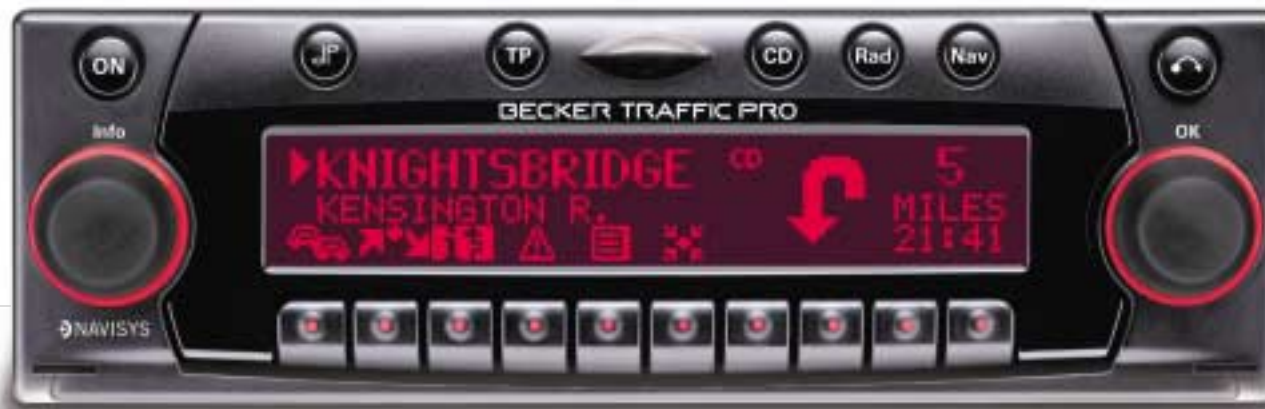 ON
TP
CD
Rad
Nav
BECKER TRAFFIC PRO
Info
OK
KNIGHTSBRIDGE CD 5
KENSINGTON R. MILES
21:41
NAVISYS